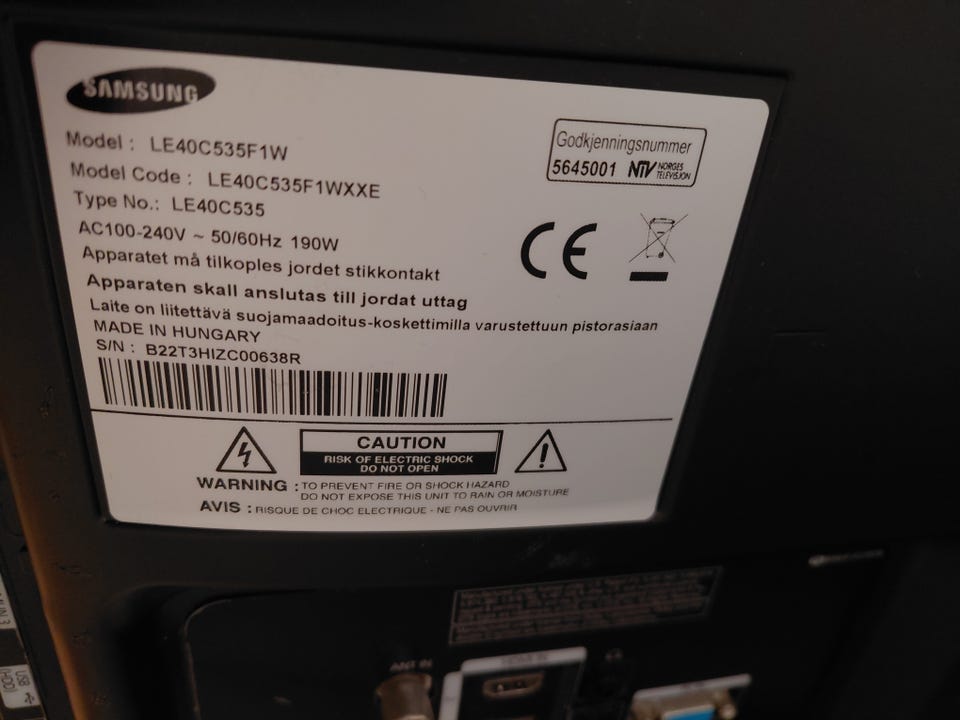 SAMSUNG
Model : LE40C535F1W
Model Code : LE40C535F1WXXE
Type No.: LE40C535
AC100-240V ~ 50/60Hz 190W
Apparatet må tilkoples jordet stikkontakt
Apparaten skall anslutas till jordat uttag
Laite on liitettävä suojamaadoitus-koskettimilla varustettuun pistorasiaan
MADE IN HUNGARY
S/N : B22T3HIZC00638R
Godkjenningsnummer
5645001 NTV NORGES
TELEVISJON
CE
CAUTION
RISK OF ELECTRIC SHOCK
DO NOT OPEN
WARNING : TO PREVENT FIRE OR SHOCK HAZARD
DO NOT EXPOSE THIS UNIT TO RAIN OR MOISTURE
AVIS : RISQUE DE CHOC ELECTRIQUE - NE PAS OUVRIR
ANT IN
USB
(HDD)